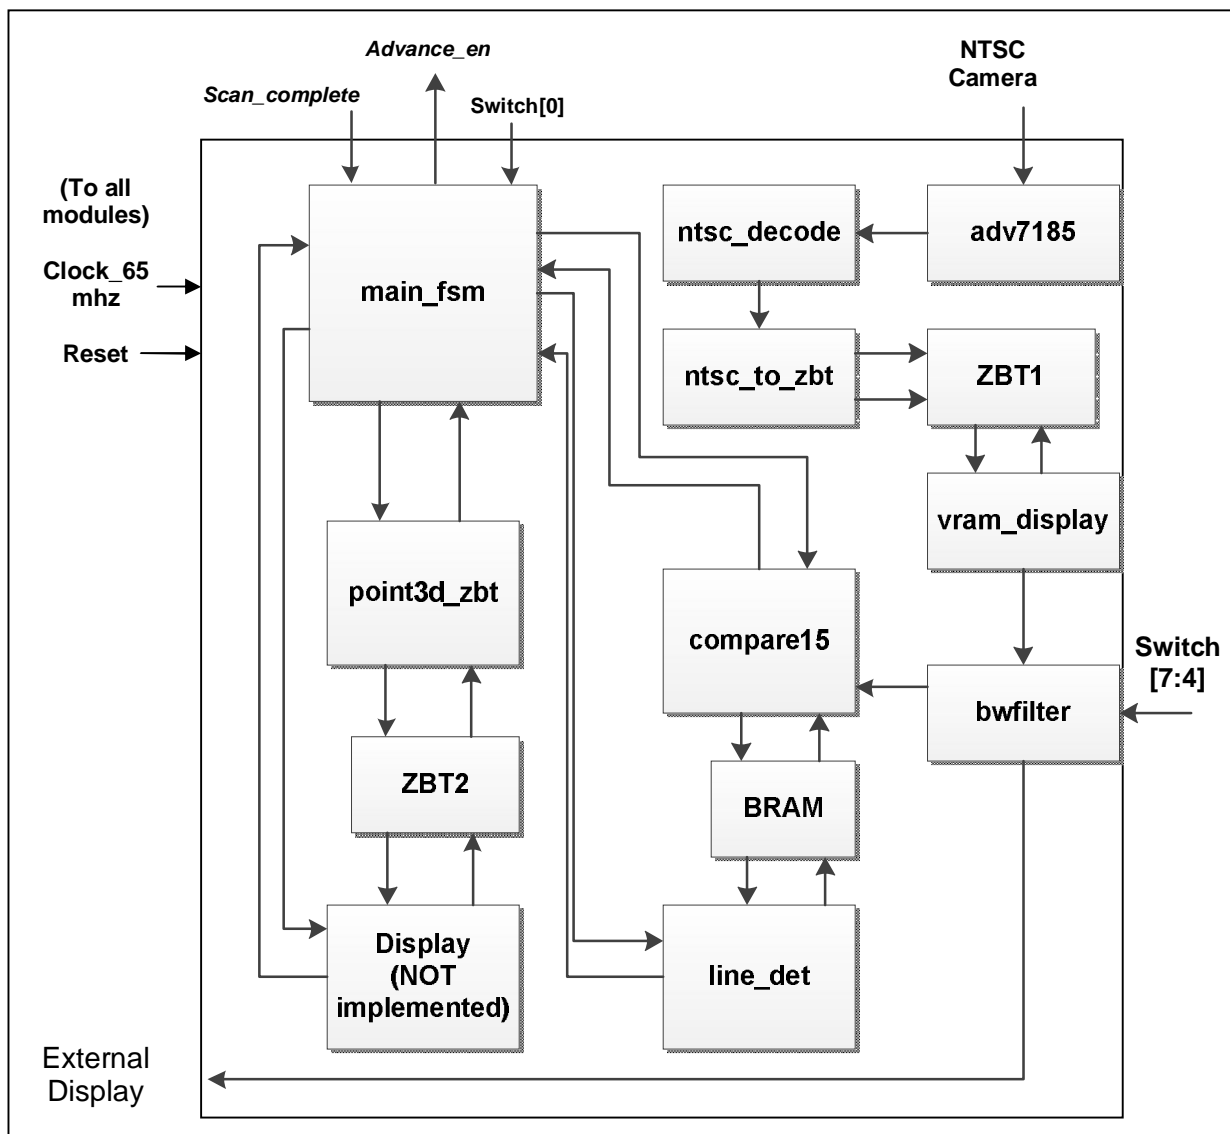 Advance_en
NTSC
Camera
Scan_complete
Switch[0]
(To all
modules)
Clock_65
mhz
Reset
main_fsm
ntsc_decode
adv7185
ntsc_to_zbt
ZBT1
vram_display
point3d_zbt
compare15
Switch
[7:4]
bwfilter
ZBT2
BRAM
Display
(NOT
implemented)
line_det
External
Display